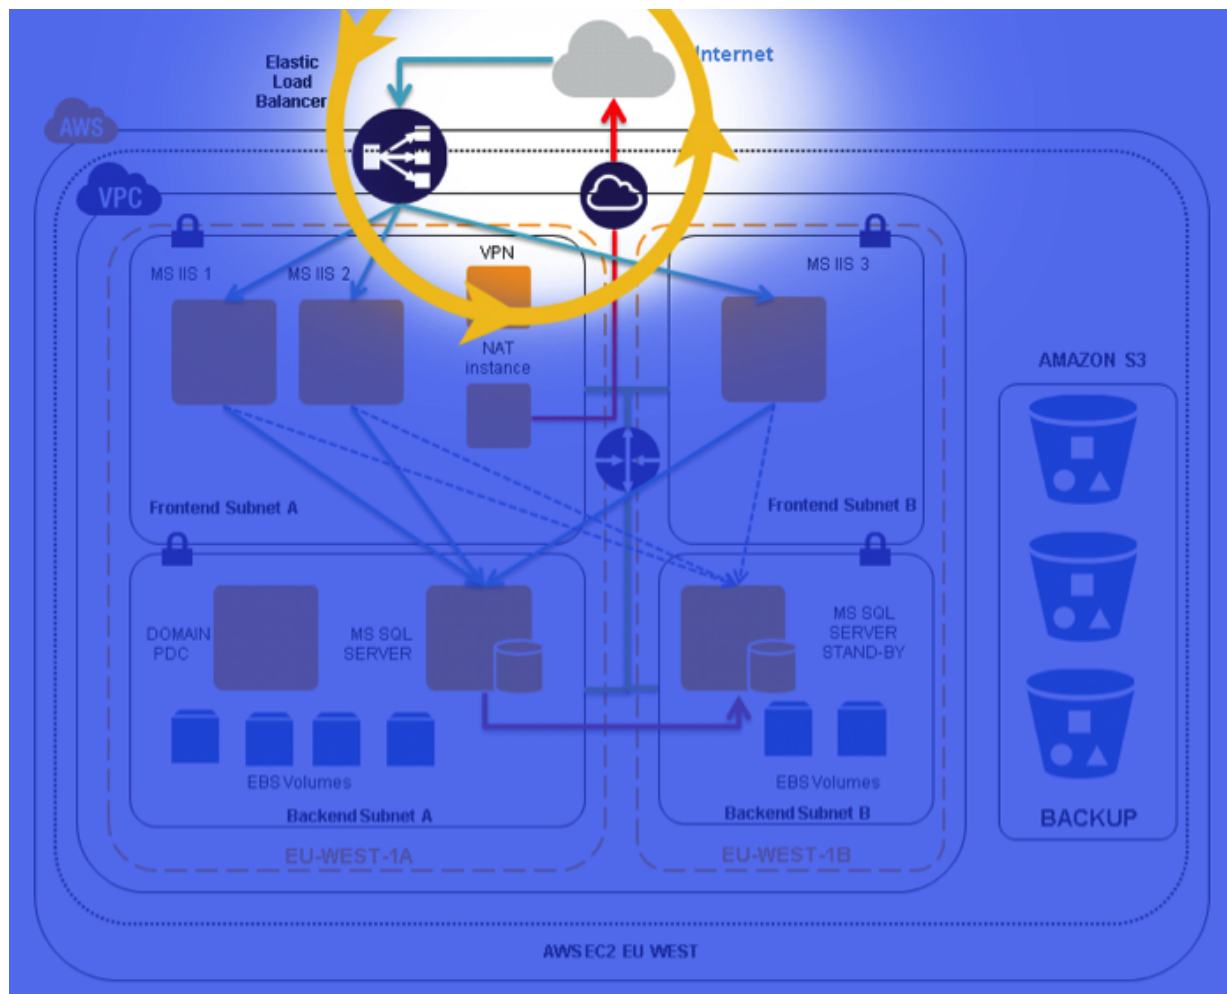 Internet
Elastic
Load
Balancer
AWS
VPC
VPN
MS IIS 1
MS IIS 2
MS IIS 3
NAT
instance
AMAZON S3
Frontend Subnet A
Frontend Subnet B
DOMAIN
PDC
MS SQL
SERVER
MS SQL
SERVER
STAND-BY
EBS Volumes
EBS Volumes
Backend Subnet A
Backend Subnet B
BACKUP
EU-WEST-1A
EU-WEST-1B
AWS EC2 EU WEST